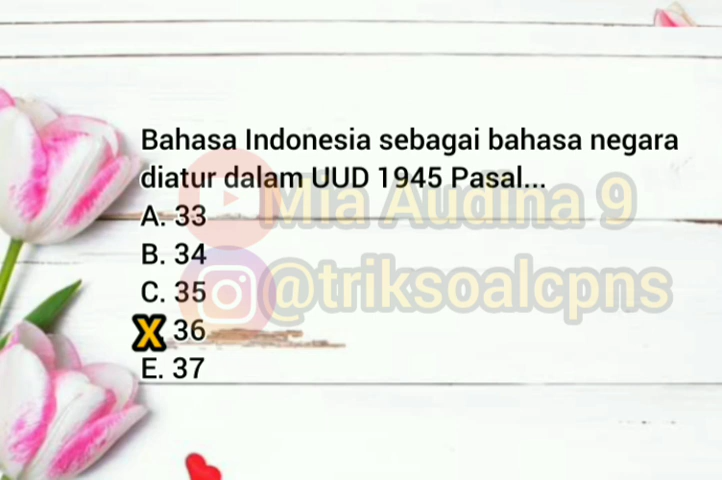 Bahasa Indonesia sebagai bahasa negara
diatur dalam UUD 1945 Pasal...
Mia Audina 9
A. 33
B. 34
C. 35
@triksoalcpns
X 36
E. 37